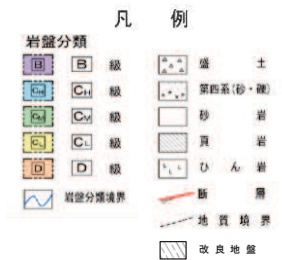 凡例
岩盤分類
B B 級
CH CH 級
CM CM 級
CL CL 級
D D 級
岩盤分類境界
盛土
第四系(砂・礫)
砂岩
頁岩
ひん岩
断層
地質境界
改良地盤